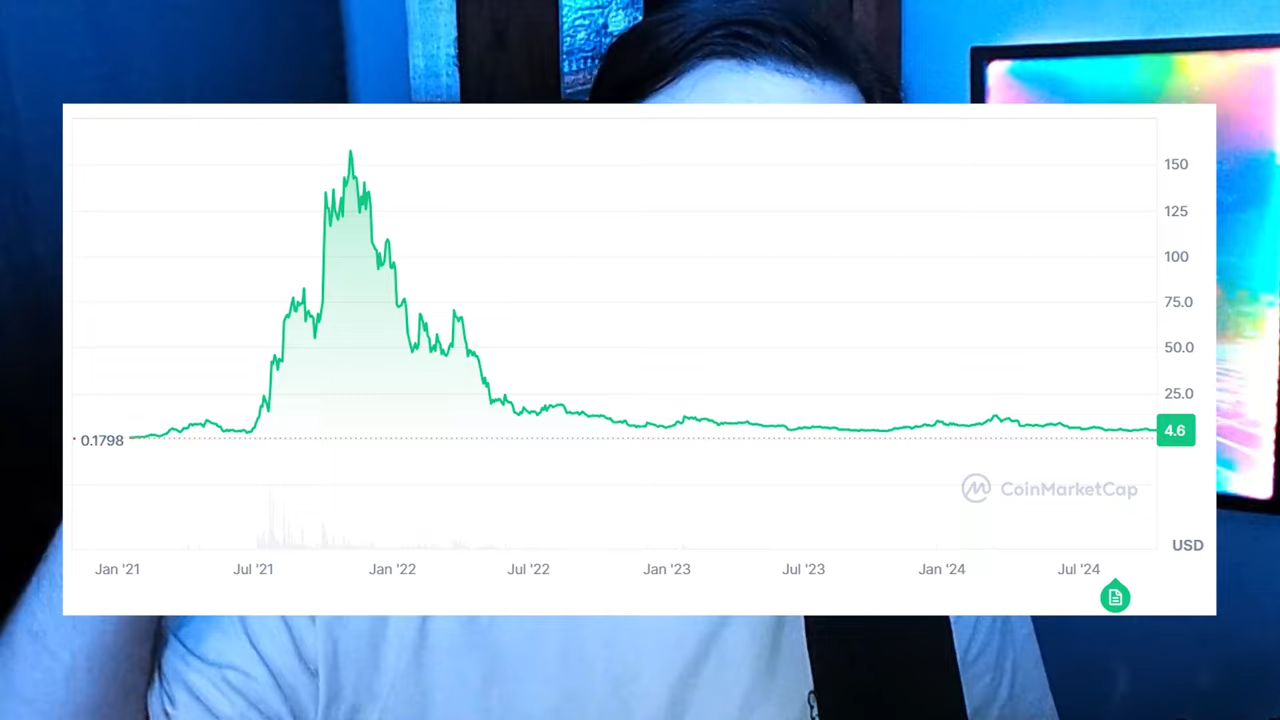 150
125
100
75.0
50.0
25.0
4.6
0.1798
CoinMarketCap
USD
Jan '21 Jul '21 Jan '22 Jul '22 Jan '23 Jul '23 Jan '24 Jul '24